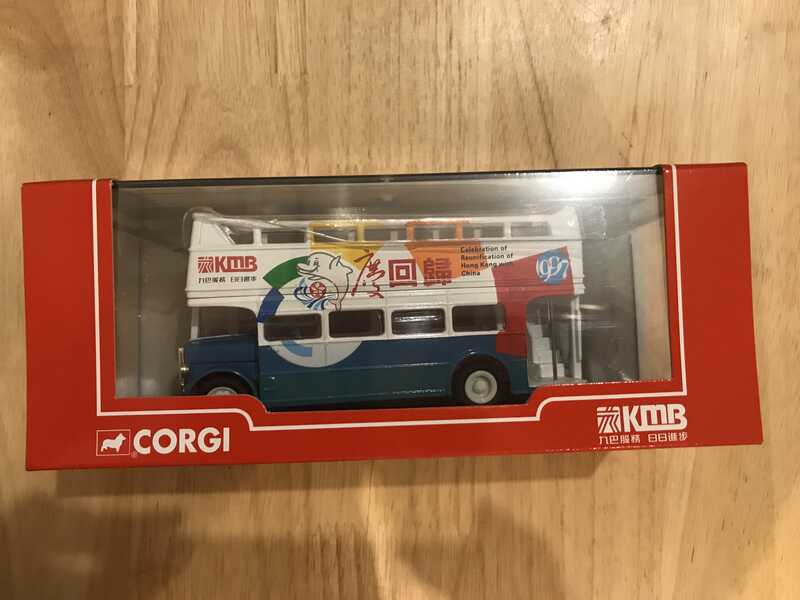 KMB
九巴服務 日日進步
慶回歸
Celebration of
Reunification of
Hong Kong with
China
1997
CORGI
®
KMB
九巴服務 日日進步